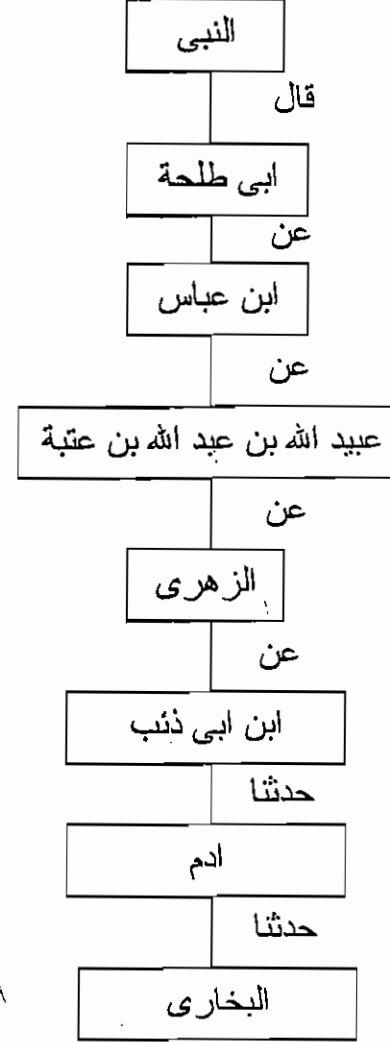 النبى
قال
ابى طلحة
عن
ابن عباس
عن
عبيد الله بن عبد الله بن عتبة
عن
الزهرى
عن
ابن ابى ذئب
حدثنا
ادم
حدثنا
البخارى